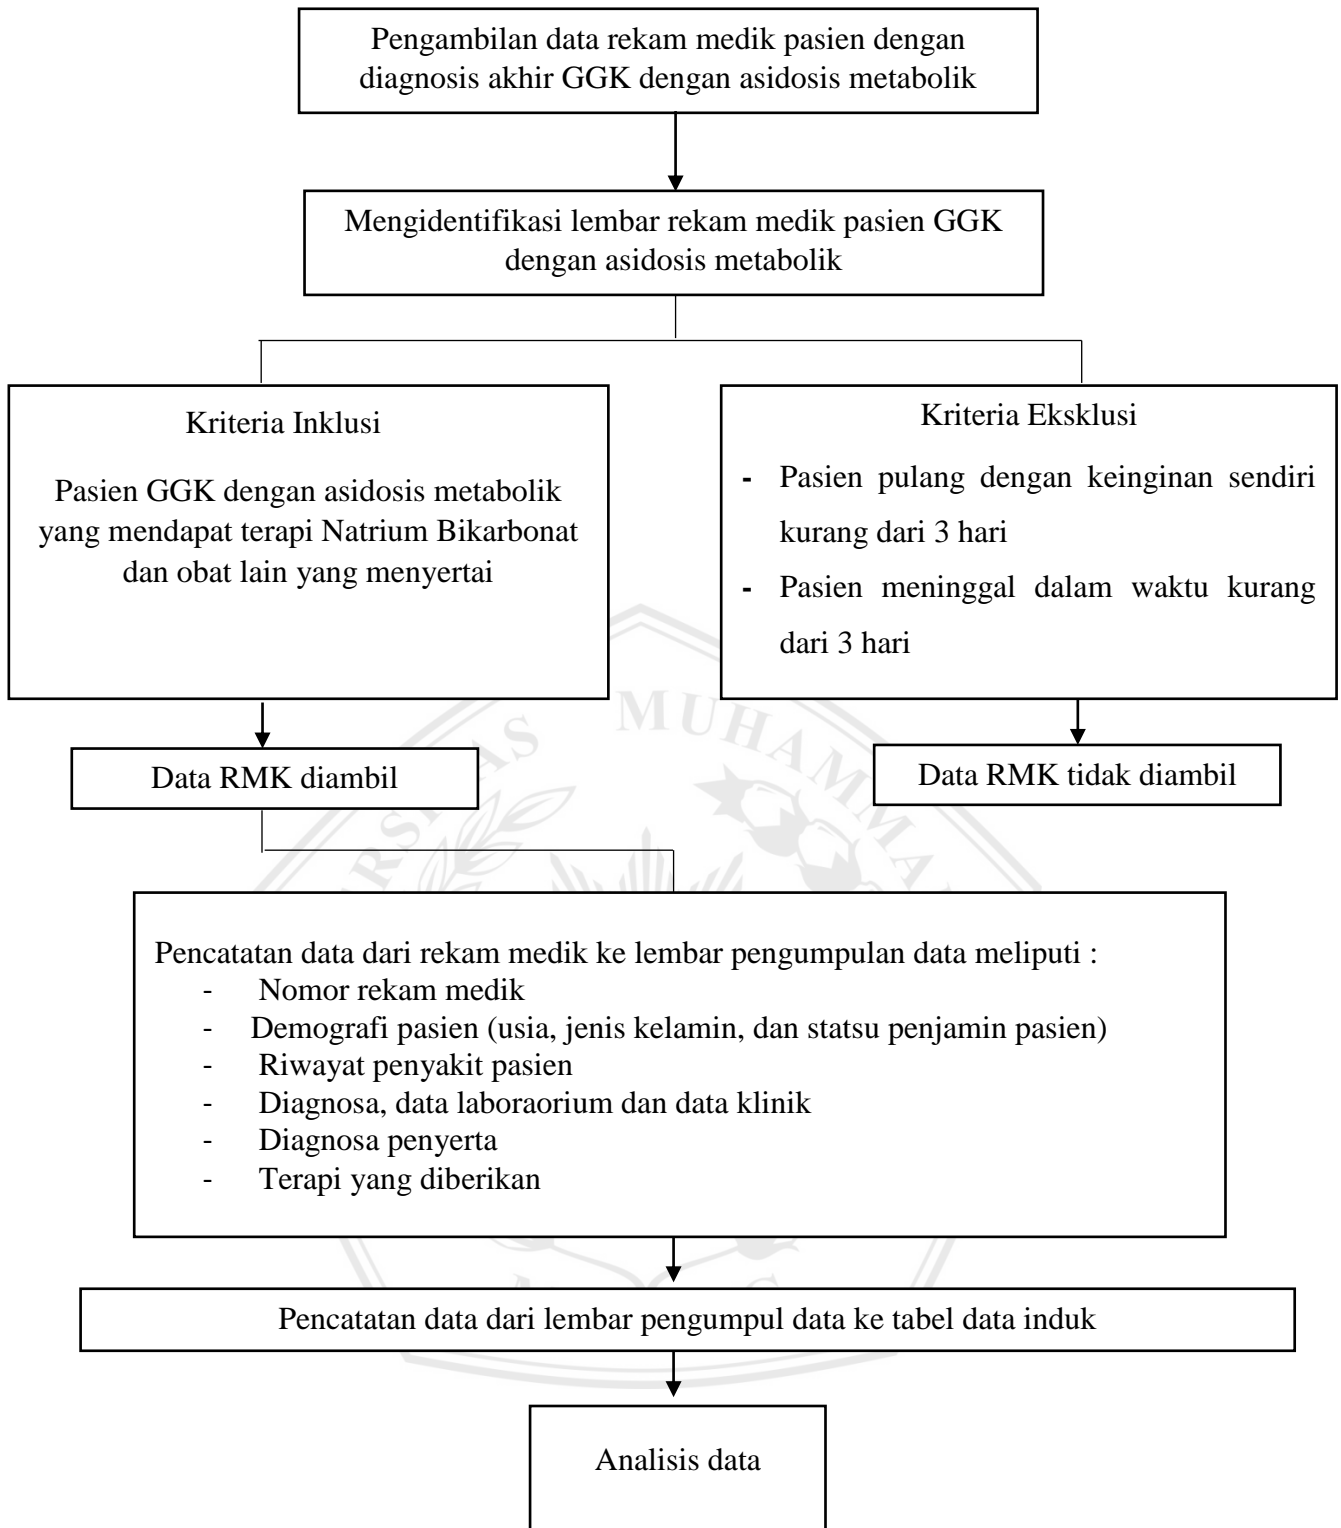 Pengambilan data rekam medik pasien dengan
diagnosis akhir GGK dengan asidosis metabolik
Mengidentifikasi lembar rekam medik pasien GGK
dengan asidosis metabolik
Kriteria Inklusi
Pasien GGK dengan asidosis metabolik
yang mendapat terapi Natrium Bikarbonat
dan obat lain yang menyertai
Kriteria Eksklusi
- Pasien pulang dengan keinginan sendiri
kurang dari 3 hari
- Pasien meninggal dalam waktu kurang
dari 3 hari
MUHAMMA
Data RMK diambil
Data RMK tidak diambil
Pencatatan data dari rekam medik ke lembar pengumpulan data meliputi :
- Nomor rekam medik
- Demografi pasien (usia, jenis kelamin, dan statsu penjamin pasien)
- Riwayat penyakit pasien
- Diagnosa, data laboraorium dan data klinik
- Diagnosa penyerta
- Terapi yang diberikan
Pencatatan data dari lembar pengumpul data ke tabel data induk
Analisis data